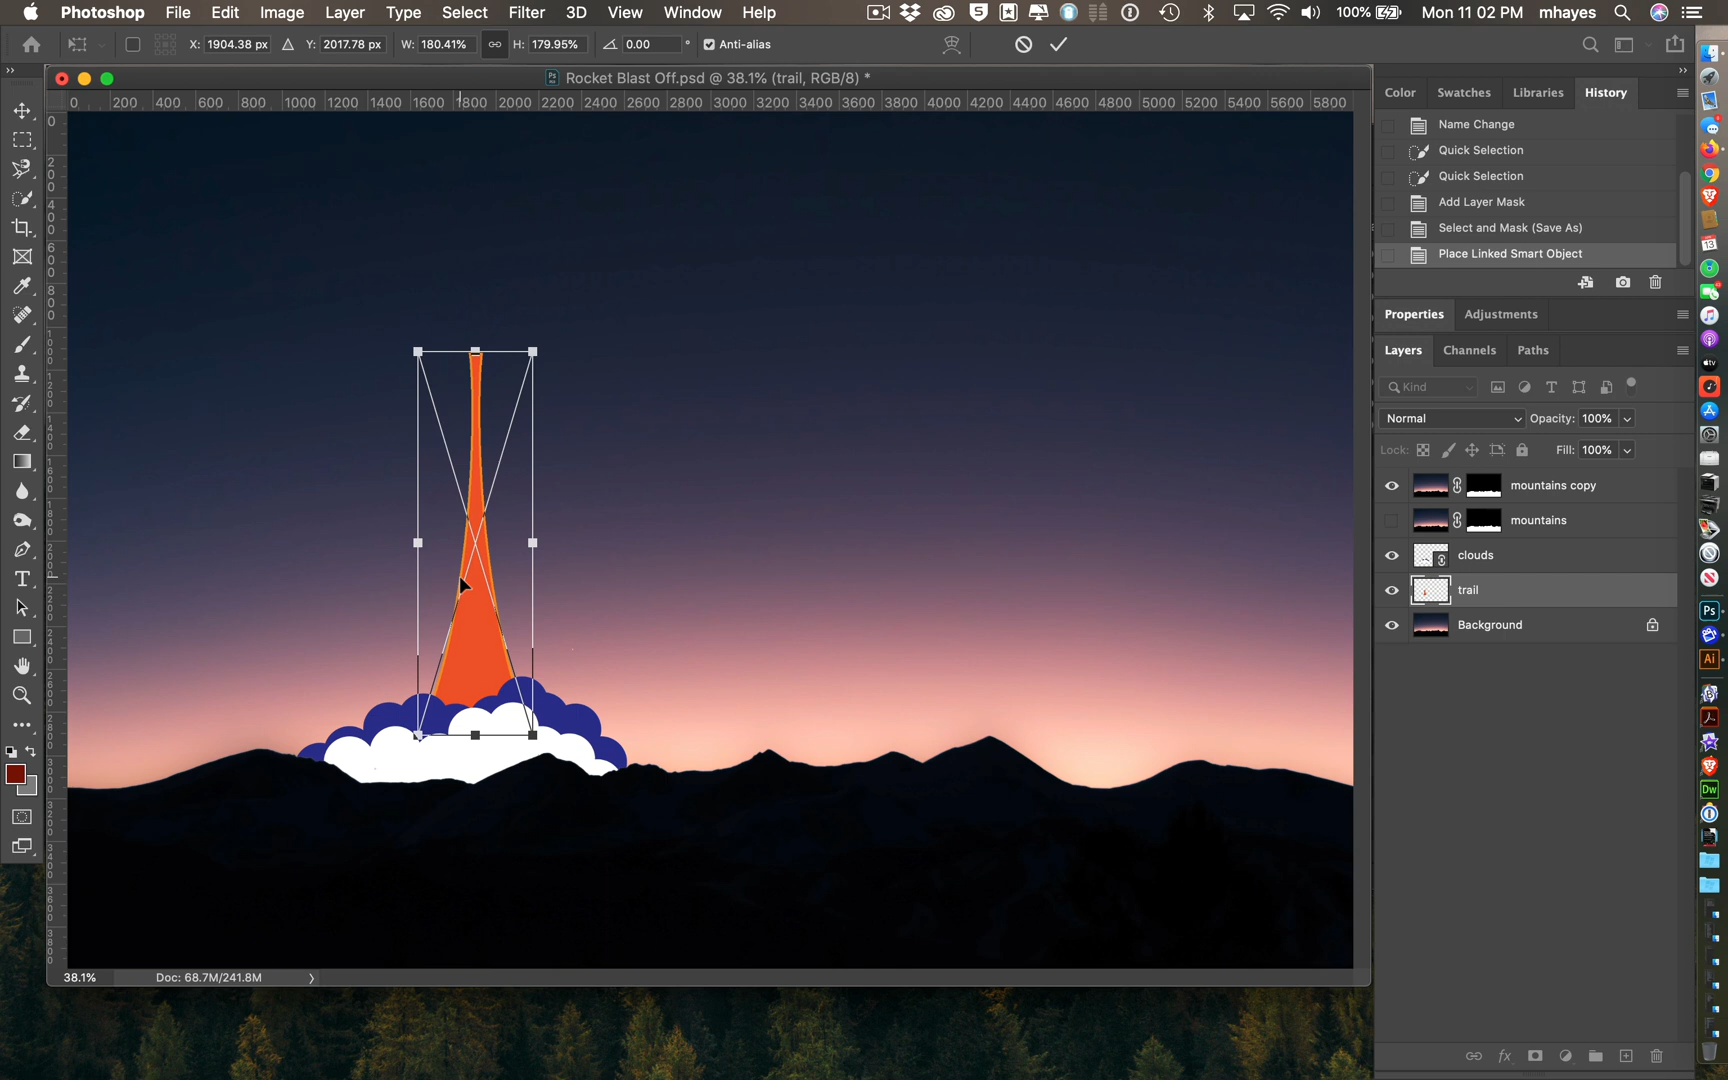 Photoshop File Edit Image Layer Type Select Filter 3D View Window Help 100% Mon 11 02 PM mhayes
X: 1904.38 px Y: 2017.78 px W: 180.41% H: 179.95% 0.00 ° Anti-alias
Rocket Blast Off.psd @ 38.1% (trail, RGB/8) *
0 200 400 600 800 1000 1200 1400 1600 1800 2000 2200 2400 2600 2800 3000 3200 3400 3600 3800 4000 4200 4400 4600 4800 5000 5200 5400 5600 5800
Color Swatches Libraries History
Name Change
Quick Selection
Quick Selection
Add Layer Mask
Select and Mask (Save As)
Place Linked Smart Object
Properties Adjustments
Layers Channels Paths
Kind
Normal Opacity: 100%
Lock: Fill: 100%
mountains copy
mountains
clouds
trail
Background
38.1% Doc: 68.7M/241.8M